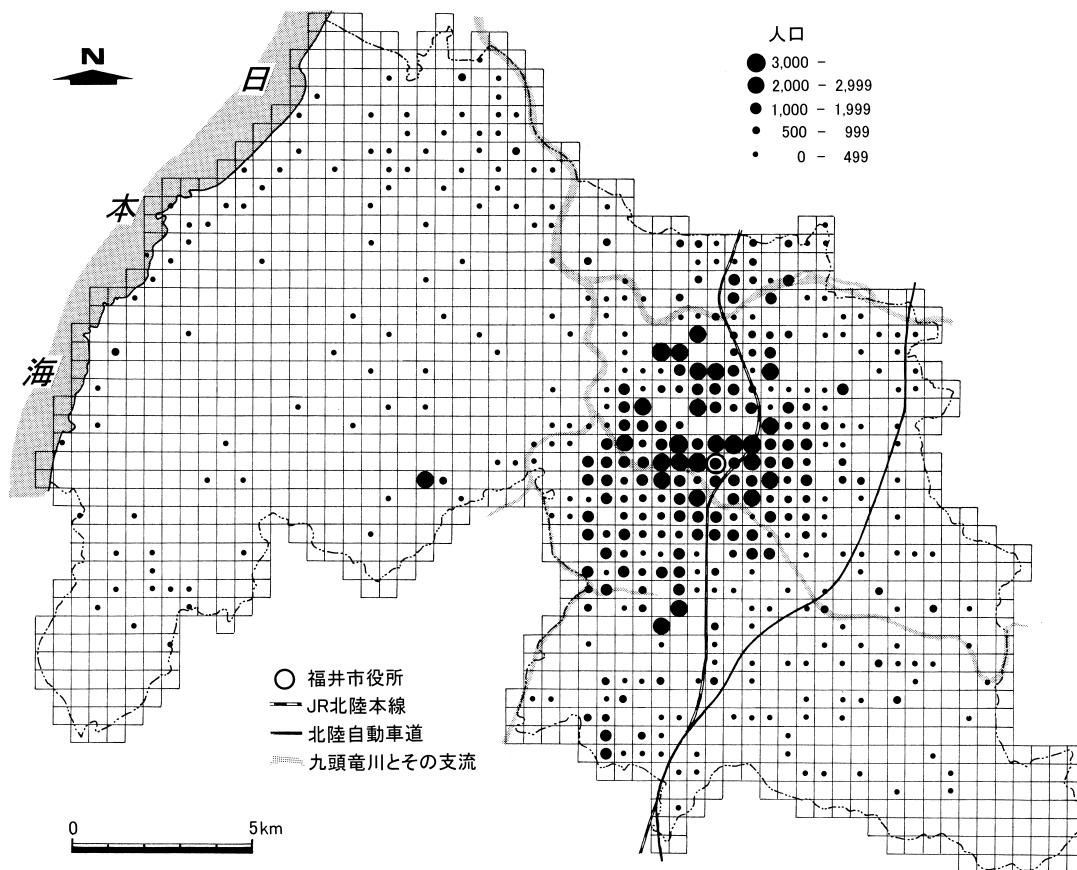 N
日
本
海
人口
3,000 -
2,000 - 2,999
1,000 - 1,999
500 - 999
0 - 499
福井市役所
JR北陸本線
北陸自動車道
九頭竜川とその支流
0 5km